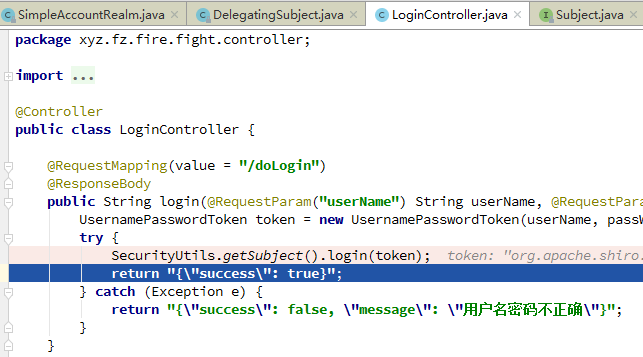 SimpleAccountRealm.java DelegatingSubject.java LoginController.java Subject.java
package xyz.fz.fire.fight.controller;
import ...
@Controller
public class LoginController {
@RequestMapping(value = "/doLogin")
@ResponseBody
public String login(@RequestParam("userName") String userName, @RequestPara
UsernamePasswordToken token = new UsernamePasswordToken(userName, passW
try {
SecurityUtils.getSubject().login(token); token: "org.apache.shiro.
return "{\"success\": true}";
} catch (Exception e) {
return "{\"success\": false, \"message\": \"用户名密码不正确\"}";
}
}